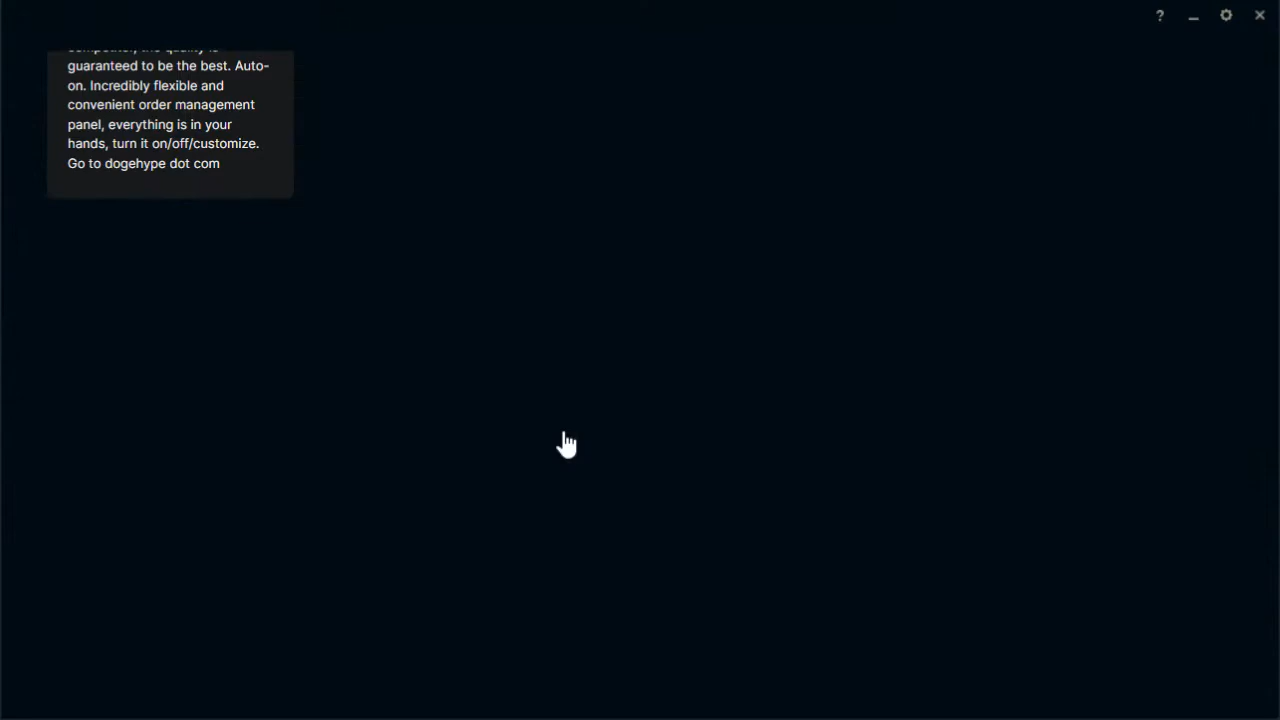 guaranteed to be the best. Auto-
on. Incredibly flexible and
convenient order management
panel, everything is in your
hands, turn it on/off/customize.
Go to dogehype dot com
?